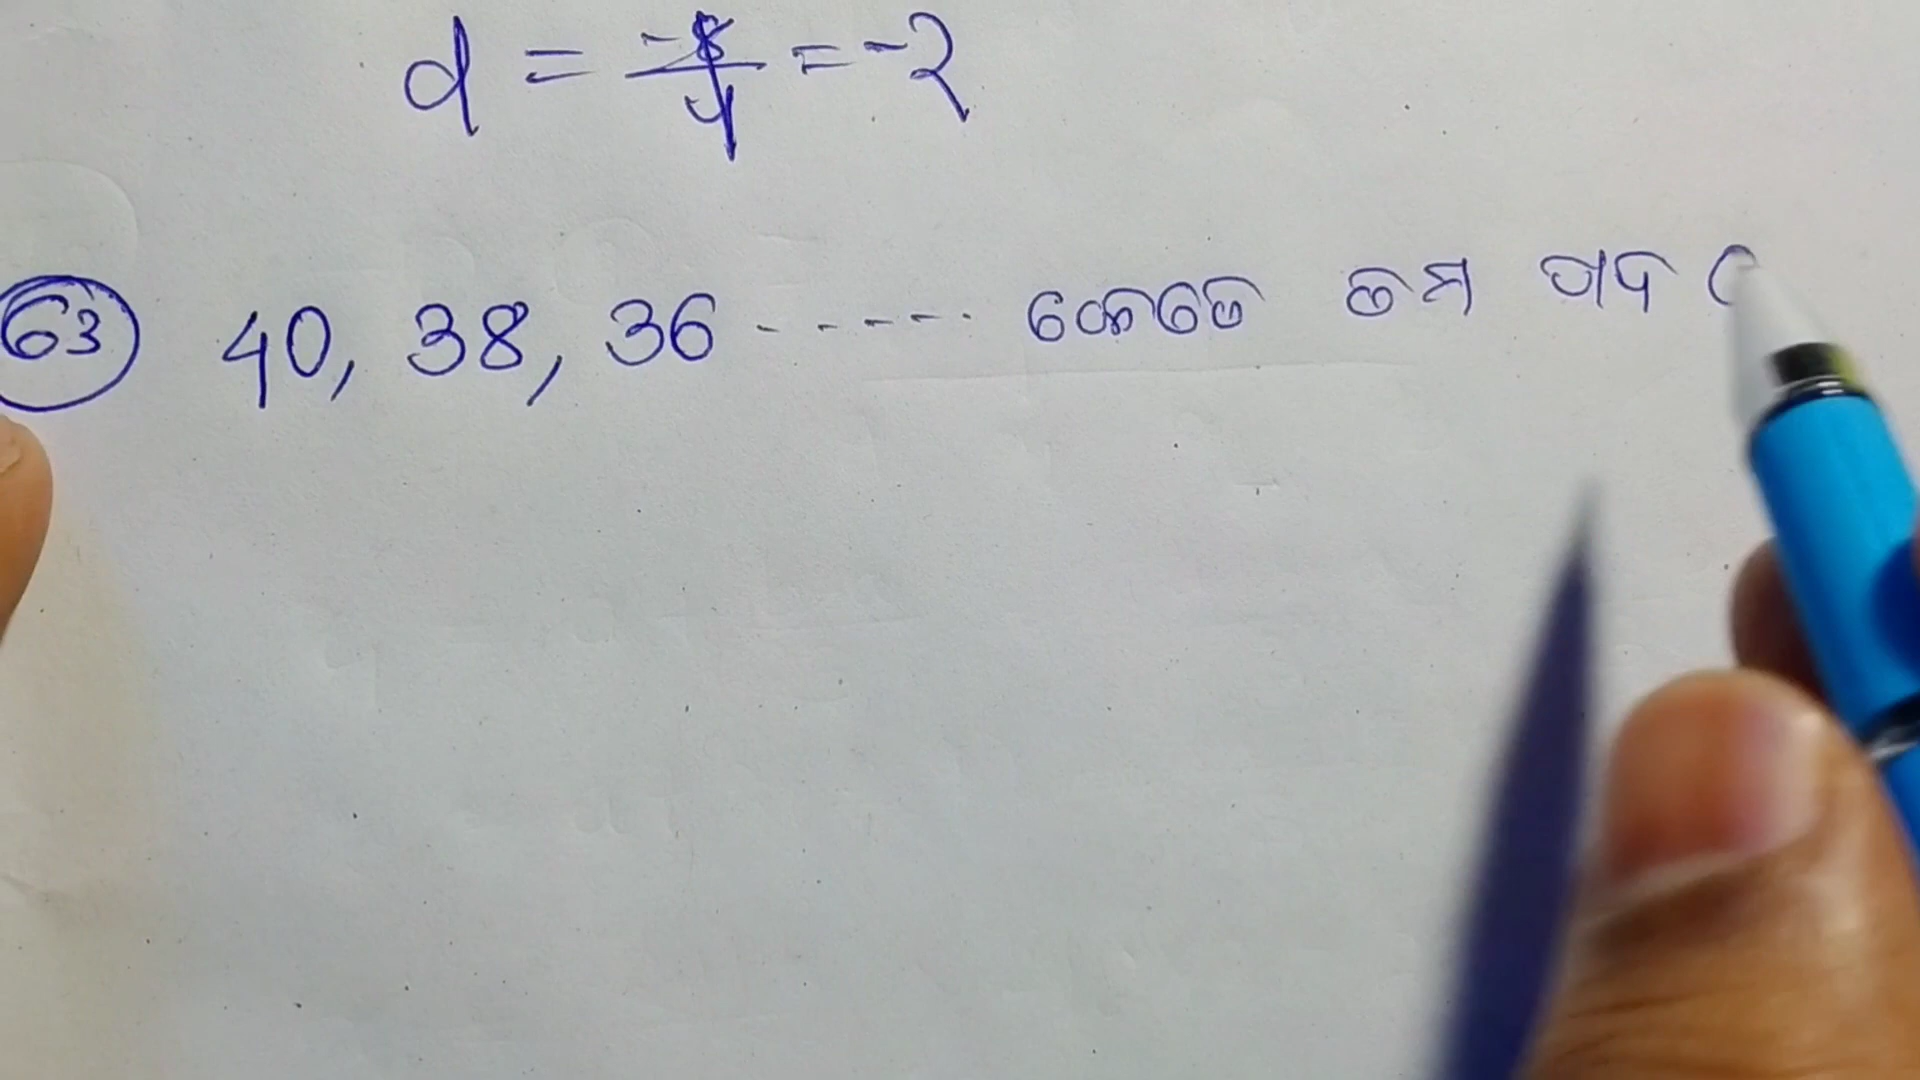 d = -8/4 = -2
63 40, 38, 36 ------ କେତେ ତମ ପଦ